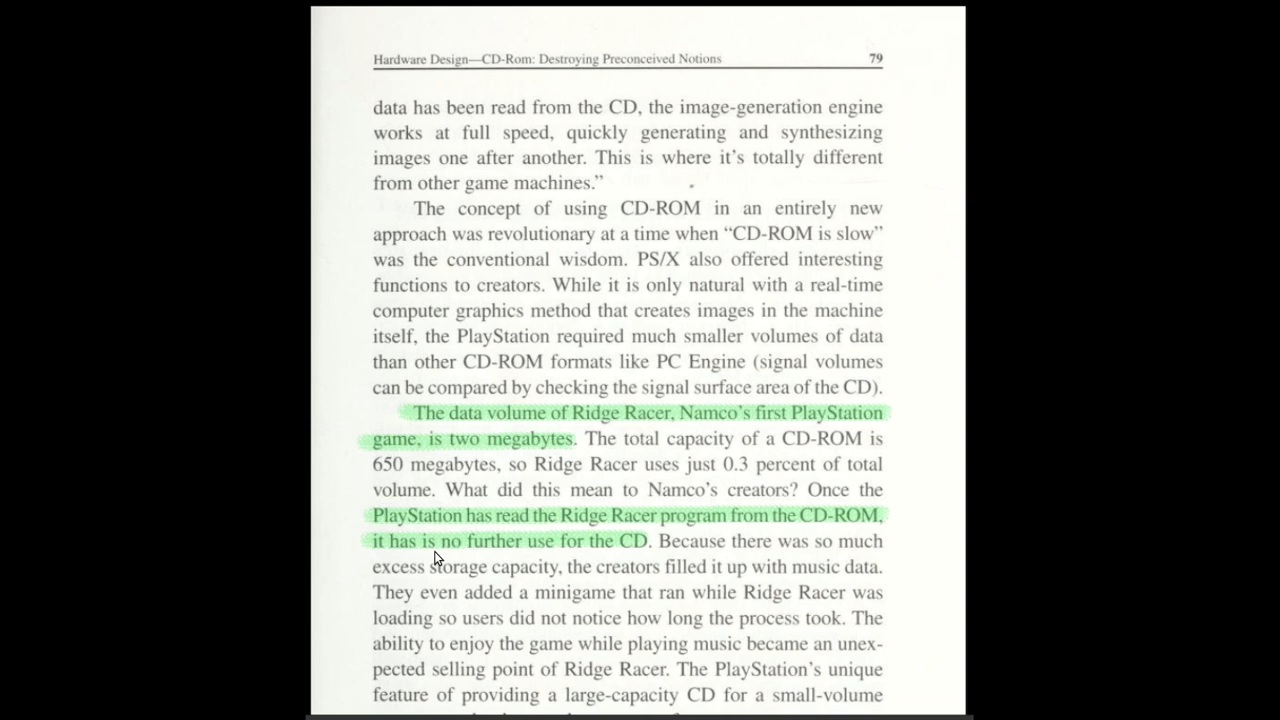 Hardware Design—CD-Rom: Destroying Preconceived Notions 79
data has been read from the CD, the image-generation engine
works at full speed, quickly generating and synthesizing
images one after another. This is where it's totally different
from other game machines."
The concept of using CD-ROM in an entirely new
approach was revolutionary at a time when "CD-ROM is slow"
was the conventional wisdom. PS/X also offered interesting
functions to creators. While it is only natural with a real-time
computer graphics method that creates images in the machine
itself, the PlayStation required much smaller volumes of data
than other CD-ROM formats like PC Engine (signal volumes
can be compared by checking the signal surface area of the CD).
The data volume of Ridge Racer, Namco's first PlayStation
game, is two megabytes. The total capacity of a CD-ROM is
650 megabytes, so Ridge Racer uses just 0.3 percent of total
volume. What did this mean to Namco's creators? Once the
PlayStation has read the Ridge Racer program from the CD-ROM,
it has is no further use for the CD. Because there was so much
excess storage capacity, the creators filled it up with music data.
They even added a minigame that ran while Ridge Racer was
loading so users did not notice how long the process took. The
ability to enjoy the game while playing music became an unex-
pected selling point of Ridge Racer. The PlayStation's unique
feature of providing a large-capacity CD for a small-volume